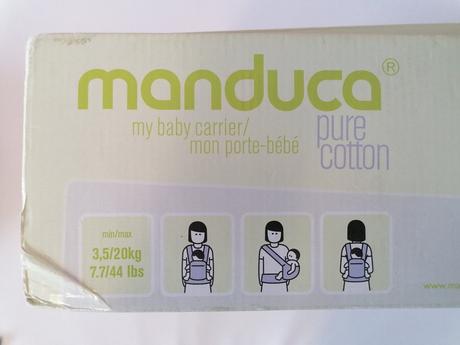 manduca®
my baby carrier/
mon porte-bébé
pure
cotton
min/max
3,5/20kg
7.7/44 lbs